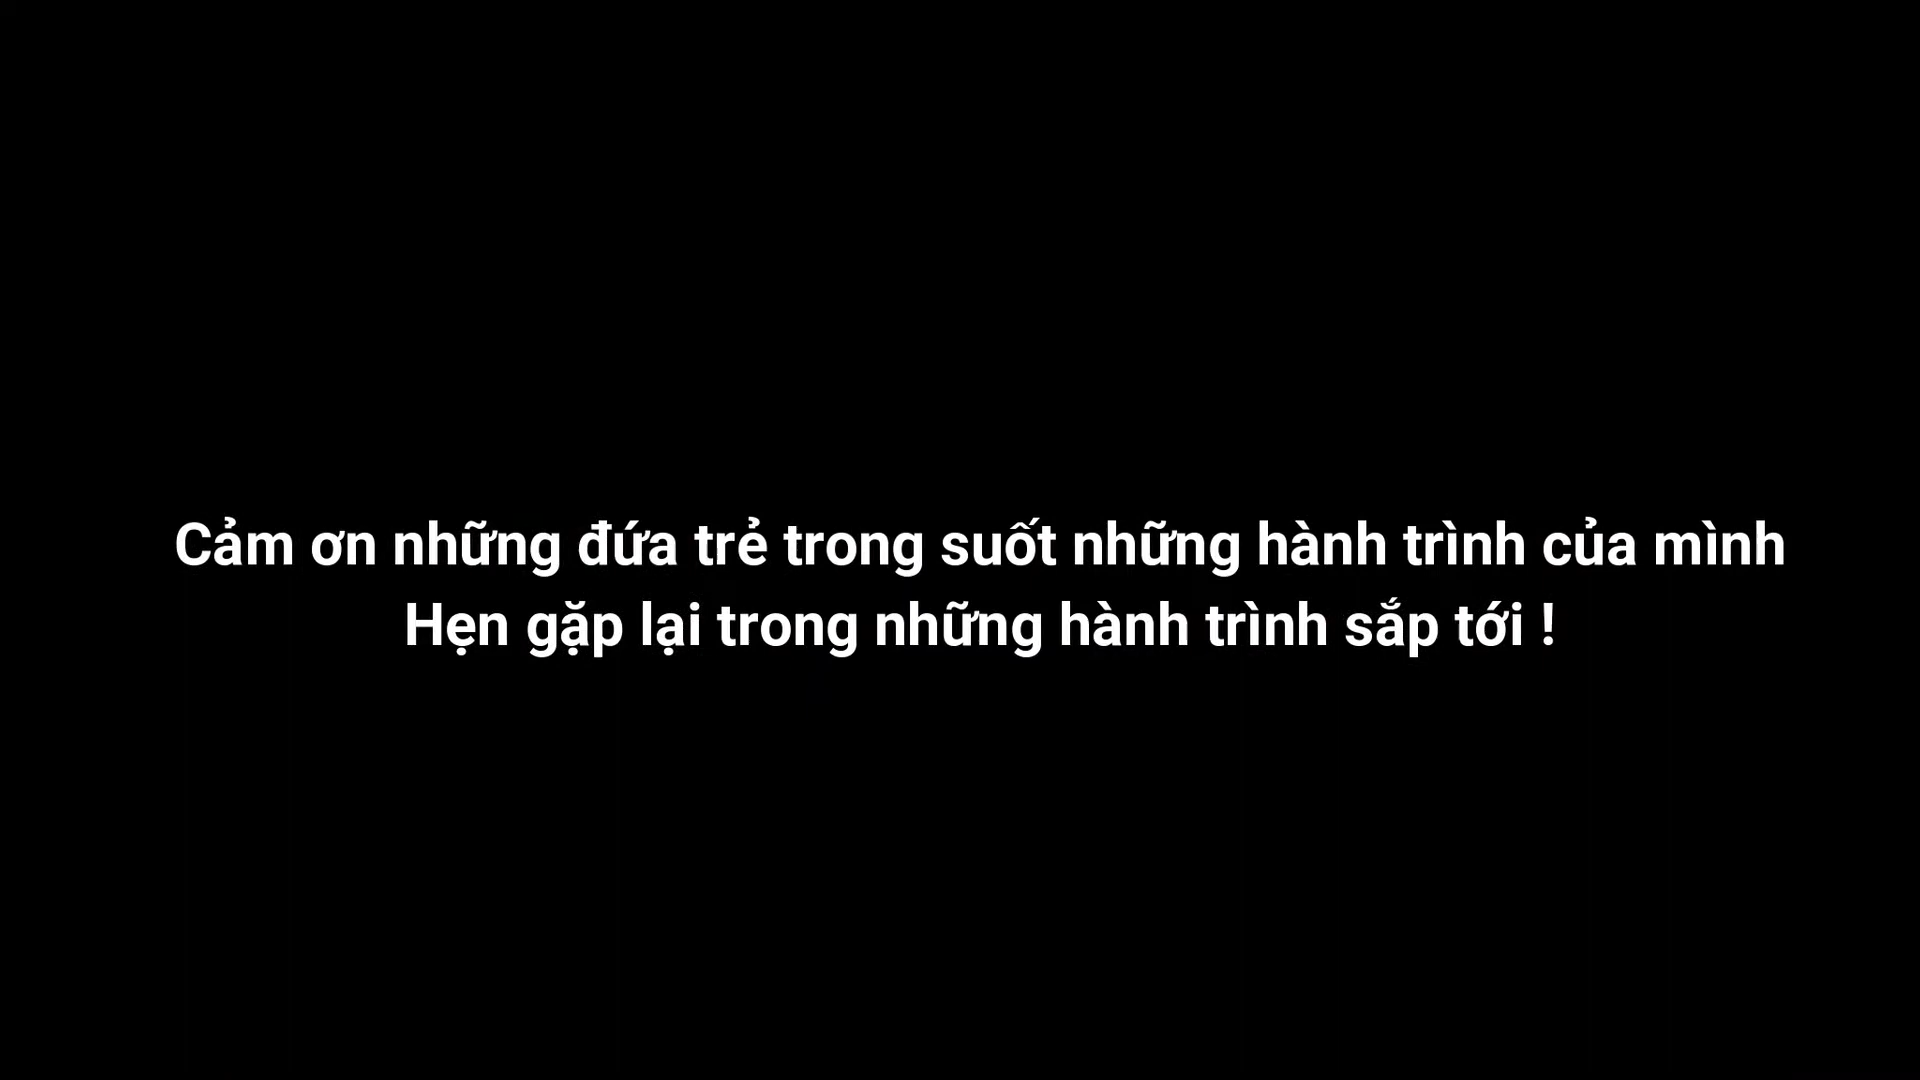 Cảm ơn những đứa trẻ trong suốt những hành trình của mình
Hẹn gặp lại trong những hành trình sắp tới !